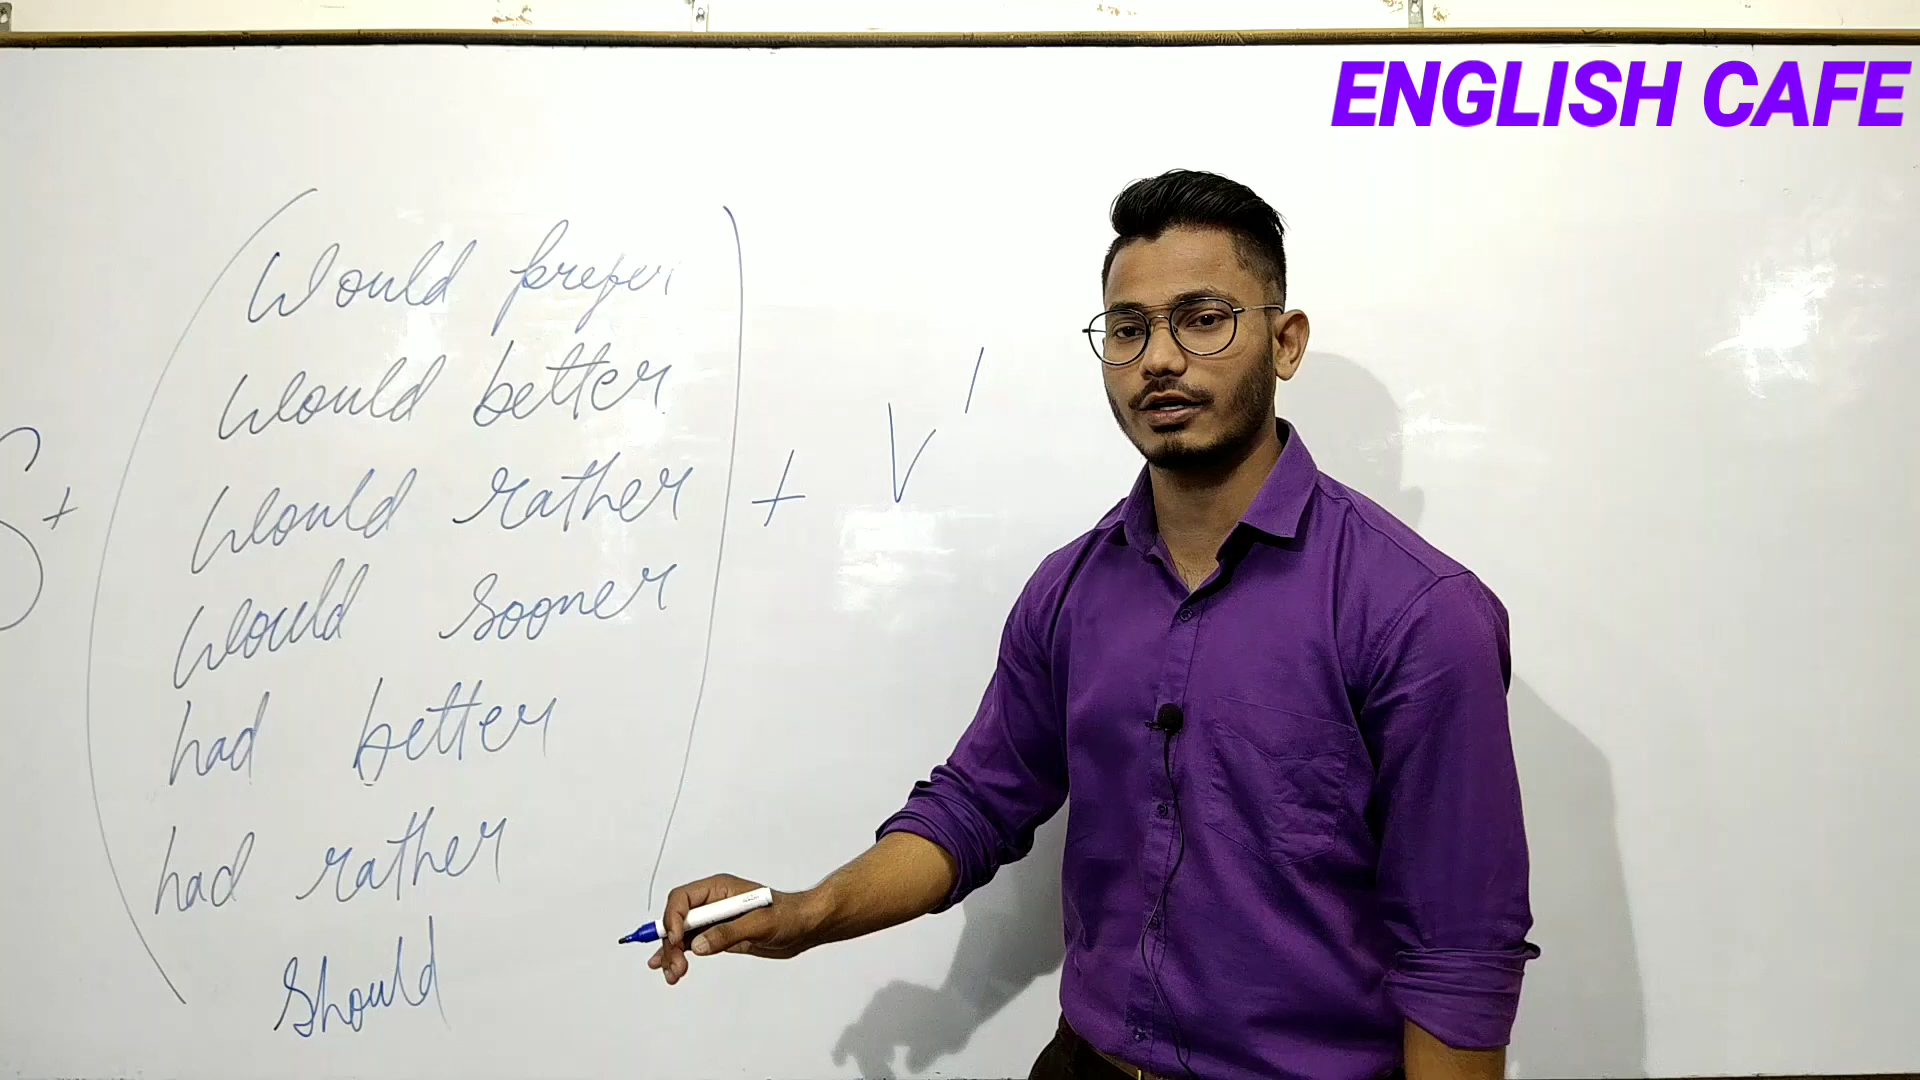 ENGLISH CAFE
would prefer
would better
would rather
S + would sooner + V1
had better
had rather
should